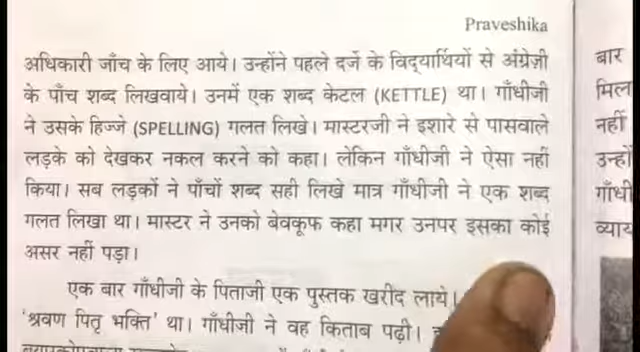 Praveshika
अधिकारी जाँच के लिए आये। उन्होंने पहले दर्जे के विद्यार्थियों से अंग्रेज़ी
के पाँच शब्द लिखवाये। उनमें एक शब्द केटल (KETTLE) था। गाँधीजी
ने उसके हिज्जे (SPELLING) गलत लिखे। मास्टरजी ने इशारे से पासवाले
लड़के को देखकर नकल करने को कहा। लेकिन गाँधीजी ने ऐसा नहीं
किया। सब लड़कों ने पाँचों शब्द सही लिखे मात्र गाँधीजी ने एक शब्द
गलत लिखा था। मास्टर ने उनको बेवकूफ कहा मगर उनपर इसका कोई
असर नहीं पड़ा।
एक बार गाँधीजी के पिताजी एक पुस्तक खरीद लाये।
'श्रवण पितृ भक्ति' था। गाँधीजी ने वह किताब पढ़ी।
बार
मिल
नहीं
उन्हों
गाँधी
व्याय